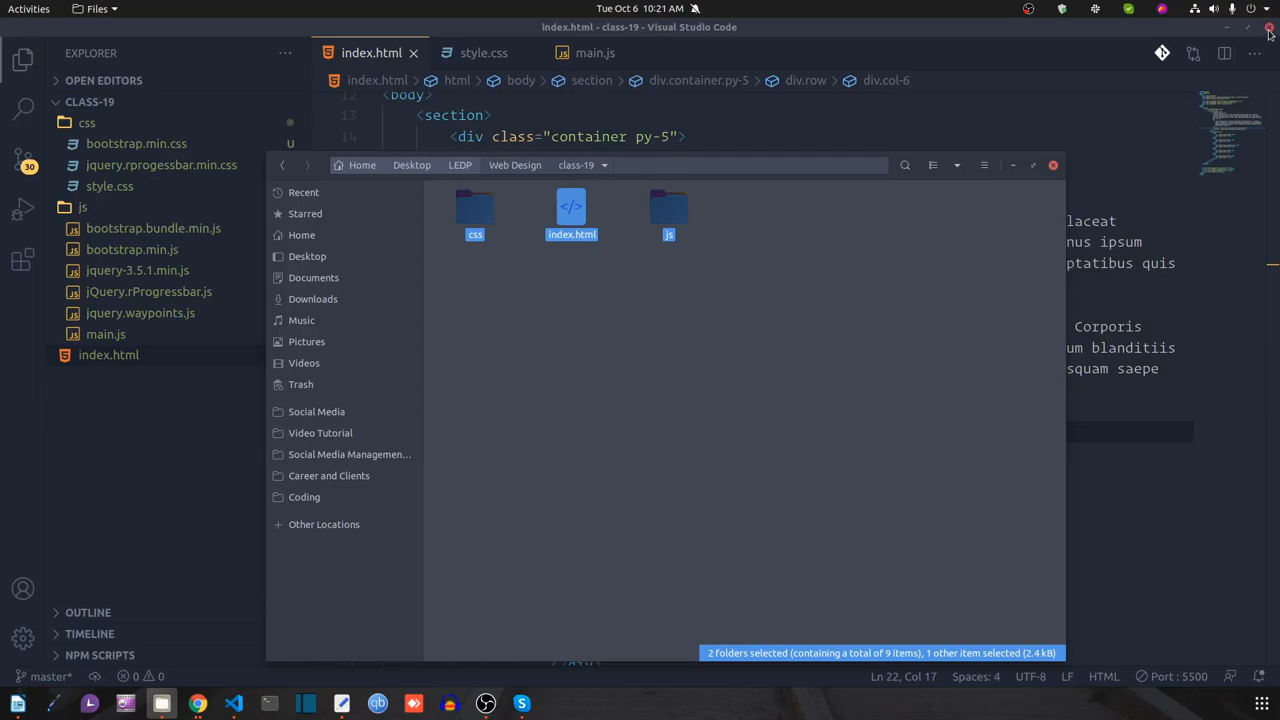 Activities
Files
Tue Oct 6 10:21 AM
index.html - class-19 - Visual Studio Code
EXPLORER
index.html
style.css
main.js
index.html
html
body
section
div.container.py-5
div.row
div.col-6
OPEN EDITORS
CLASS-19
css
bootstrap.min.css
U
jquery.rprogessbar.min.css
style.css
js
bootstrap.bundle.min.js
bootstrap.min.js
jquery-3.5.1.min.js
jQuery.rProgressbar.js
jquery.waypoints.js
main.js
index.html
30
OUTLINE
TIMELINE
NPM SCRIPTS
12 <body>
13 <section>
14 <div class="container py-5">
laceat
nus ipsum
ptatibus quis
Corporis
um blanditiis
squam saepe
</div>
Home
Desktop
LEDP
Web Design
class-19
Recent
Starred
Home
Desktop
Documents
Downloads
Music
Pictures
Videos
Trash
Social Media
Video Tutorial
Social Media Managemen...
Career and Clients
Coding
+ Other Locations
css
index.html
js
2 folders selected (containing a total of 9 items), 1 other item selected (2.4 kB)
master*
0
0
Ln 22, Col 17
Spaces: 4
UTF-8
LF
HTML
Port : 5500
qb